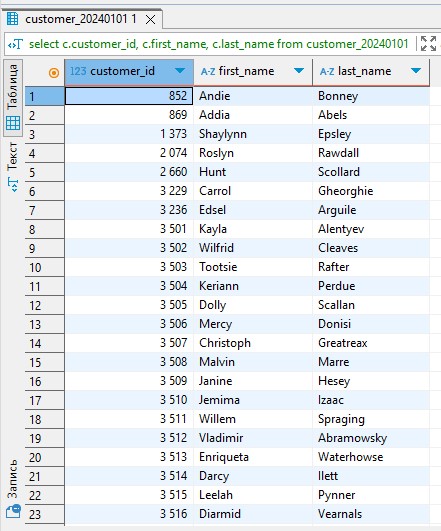 customer_20240101 1
select c.customer_id, c.first_name, c.last_name from customer_20240101
Таблица
Текст
Запись
123 customer_id A-Z first_name A-Z last_name
1 852 Andie Bonney
2 869 Addia Abels
3 1 373 Shaylynn Epsley
4 2 074 Roslyn Rawdall
5 2 660 Hunt Scollard
6 3 229 Carrol Gheorghie
7 3 236 Edsel Arguile
8 3 501 Kayla Alentyev
9 3 502 Wilfrid Cleaves
10 3 503 Tootsie Rafter
11 3 504 Keriann Perdue
12 3 505 Dolly Scallan
13 3 506 Mercy Donisi
14 3 507 Christoph Greatreax
15 3 508 Malvin Marre
16 3 509 Janine Hesey
17 3 510 Jemima Izaac
18 3 511 Willem Spraging
19 3 512 Vladimir Abramowsky
20 3 513 Enriqueta Waterhowse
21 3 514 Darcy Ilett
22 3 515 Leelah Pynner
23 3 516 Diarmid Vearnals